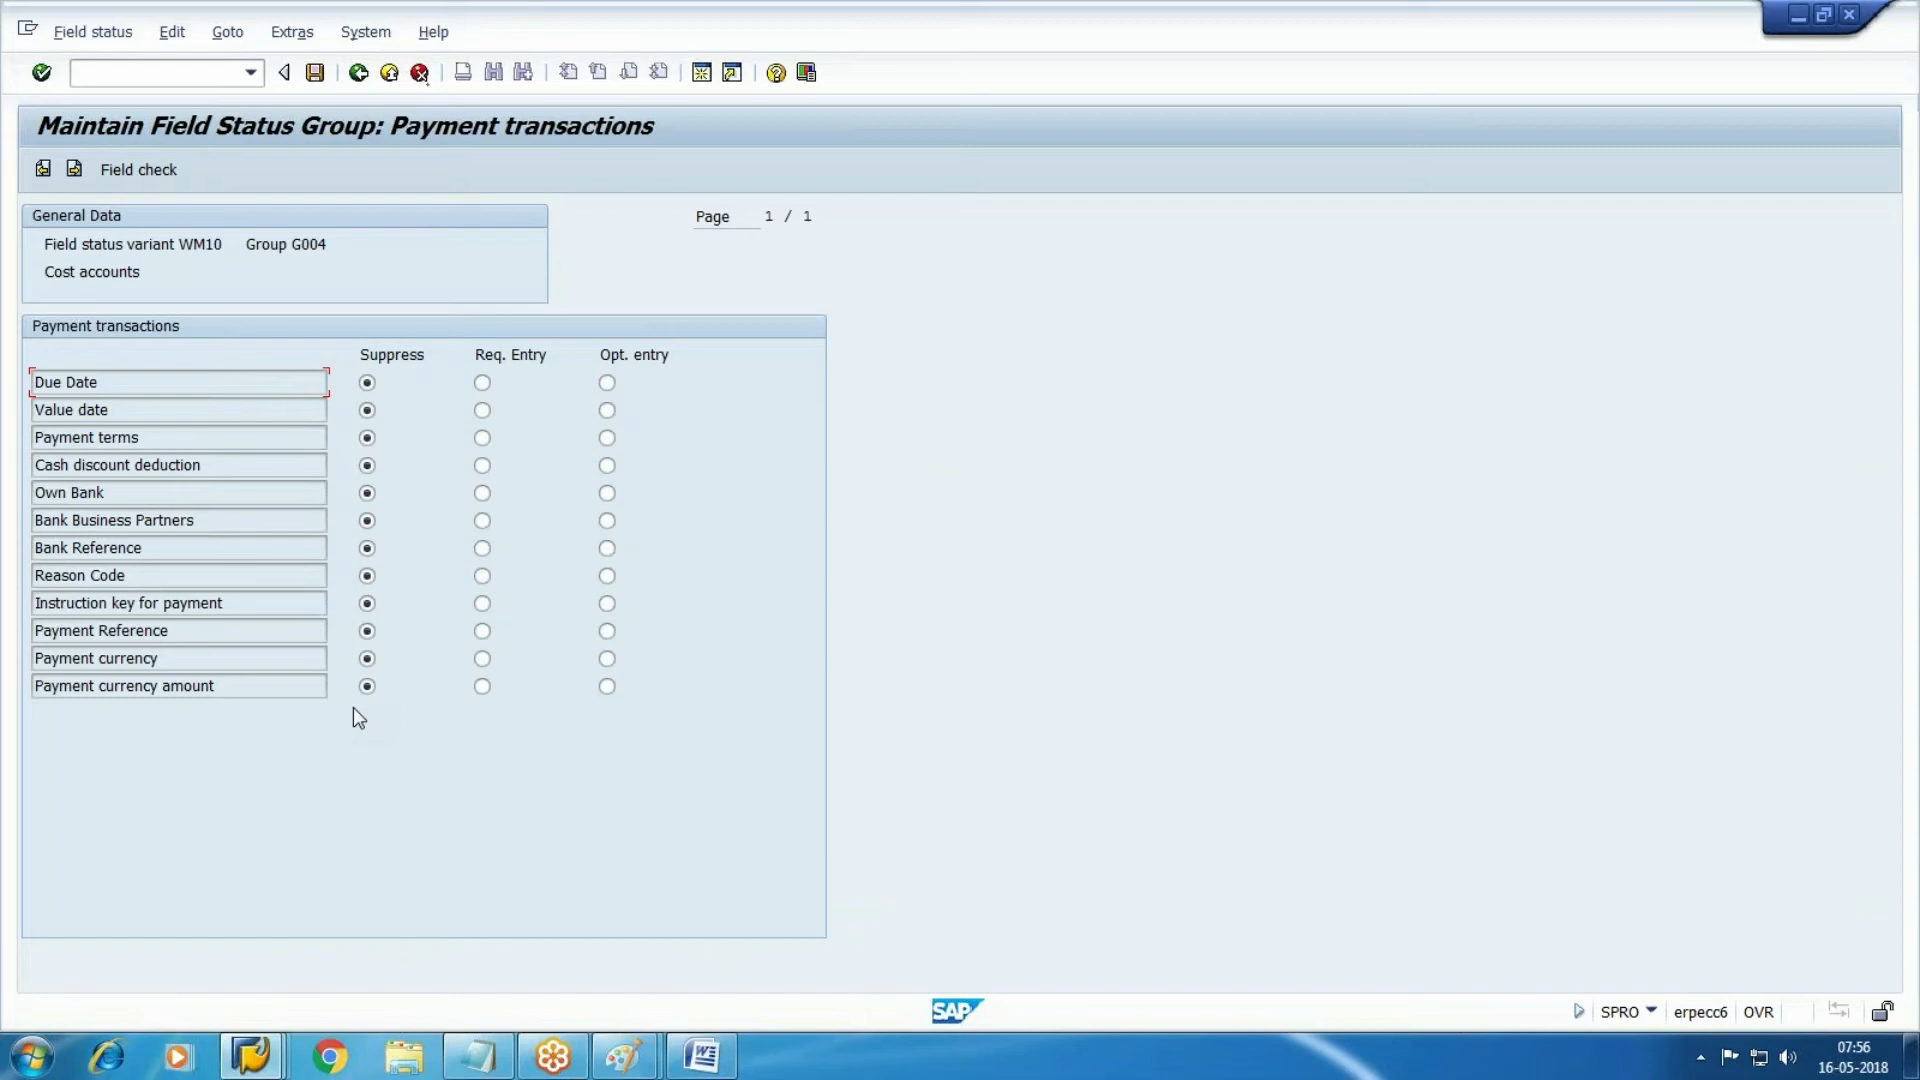 Field status Edit Goto Extras System Help
Maintain Field Status Group: Payment transactions
Field check
General Data
Page 1 / 1
Field status variant WM10 Group G004
Cost accounts
Payment transactions
Suppress Req. Entry Opt. entry
Due Date
Value date
Payment terms
Cash discount deduction
Own Bank
Bank Business Partners
Bank Reference
Reason Code
Instruction key for payment
Payment Reference
Payment currency
Payment currency amount
SAP
SPRO erpecc6 OVR
07:56
16-05-2018